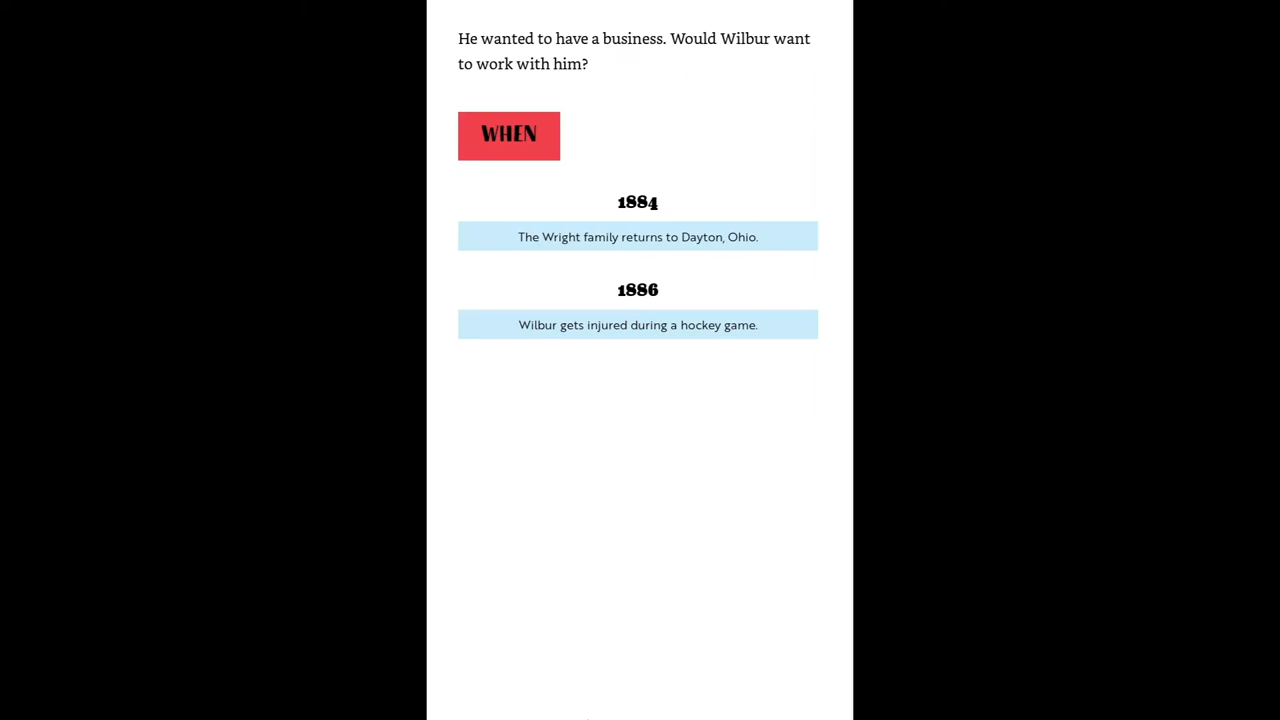 He wanted to have a business. Would Wilbur want
to work with him?
WHEN
1884
The Wright family returns to Dayton, Ohio.
1886
Wilbur gets injured during a hockey game.